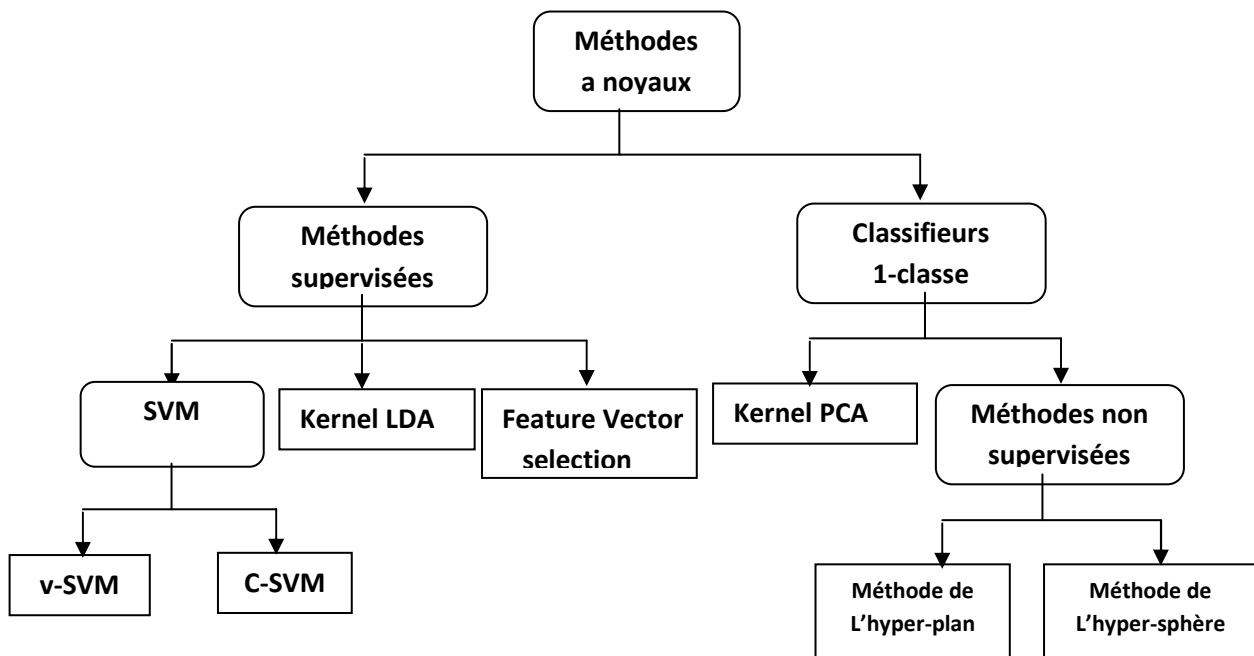 Méthodes
a noyaux
Méthodes
supervisées
Classifieurs
1-classe
SVM
Kernel LDA
Feature Vector
selection
Kernel PCA
Méthodes non
supervisées
v-SVM
C-SVM
Méthode de
L'hyper-plan
Méthode de
L'hyper-sphère